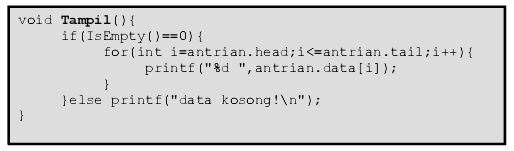 void Tampil(){
if(IsEmpty()==0){
for(int i=antrian.head;i<=antrian.tail;i++){
printf("%d ",antrian.data[i]);
}
}else printf("data kosong!\n");
}